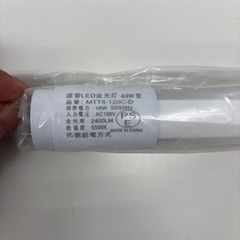 直管LED蛍光灯 40W型
品番：MTT8-120C-D
消費電力：18W 50/60Hz
入力電圧：AC100V
全光束：2400LM
色温度：5500K
片側給電方式
PSE
MADE IN CHINA